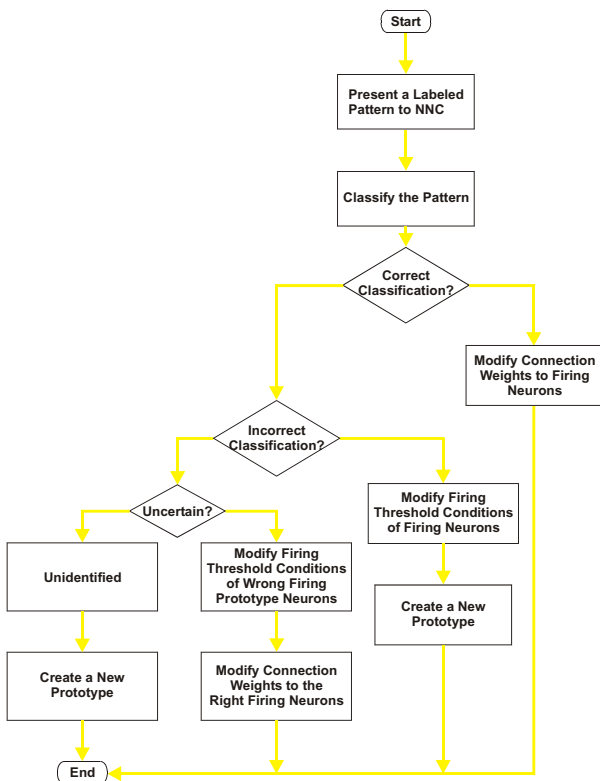 Start
Present a Labeled
Pattern to NNC
Classify the Pattern
Correct
Classification?
Modify Connection
Weights to Firing
Neurons
Incorrect
Classification?
Uncertain?
Modify Firing
Threshold Conditions
of Firing Neurons
Unidentified
Modify Firing
Threshold Conditions
of Wrong Firing
Prototype Neurons
Create a New
Prototype
Create a New
Prototype
Modify Connection
Weights to the
Right Firing Neurons
End